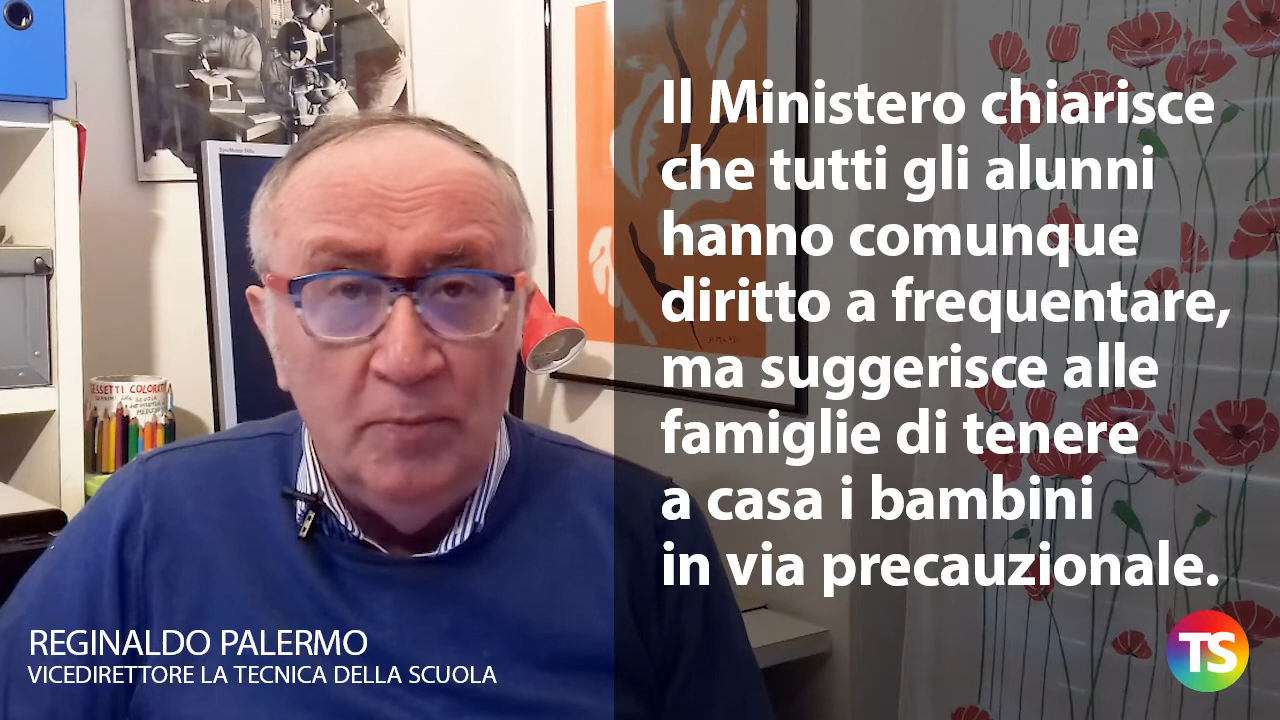 Il Ministero chiarisce
che tutti gli alunni
hanno comunque
diritto a frequentare,
ma suggerisce alle
famiglie di tenere
a casa i bambini
in via precauzionale.
REGINALDO PALERMO
VICEDIRETTORE LA TECNICA DELLA SCUOLA
TS